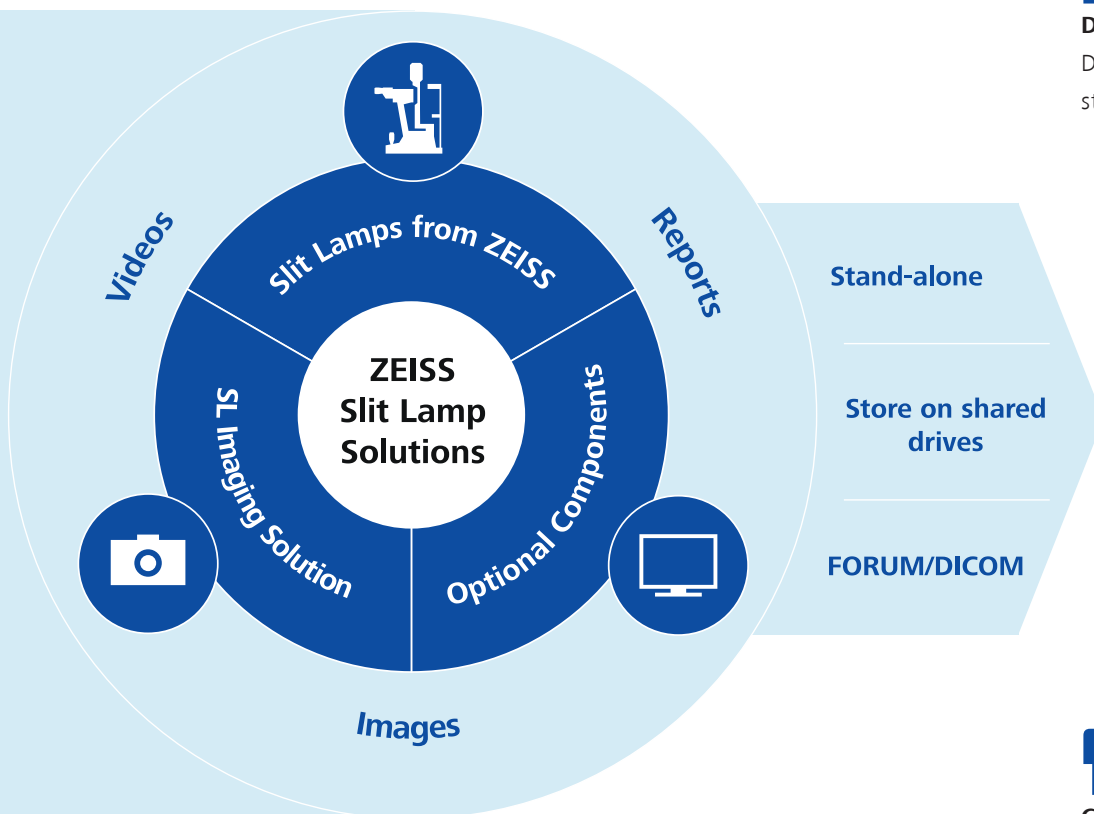 Slit Lamps from ZEISS
Videos
Reports
ZEISS
Slit Lamp
Solutions
SL Imaging Solution
Optional Components
Images
Stand-alone
Store on shared
drives
FORUM/DICOM